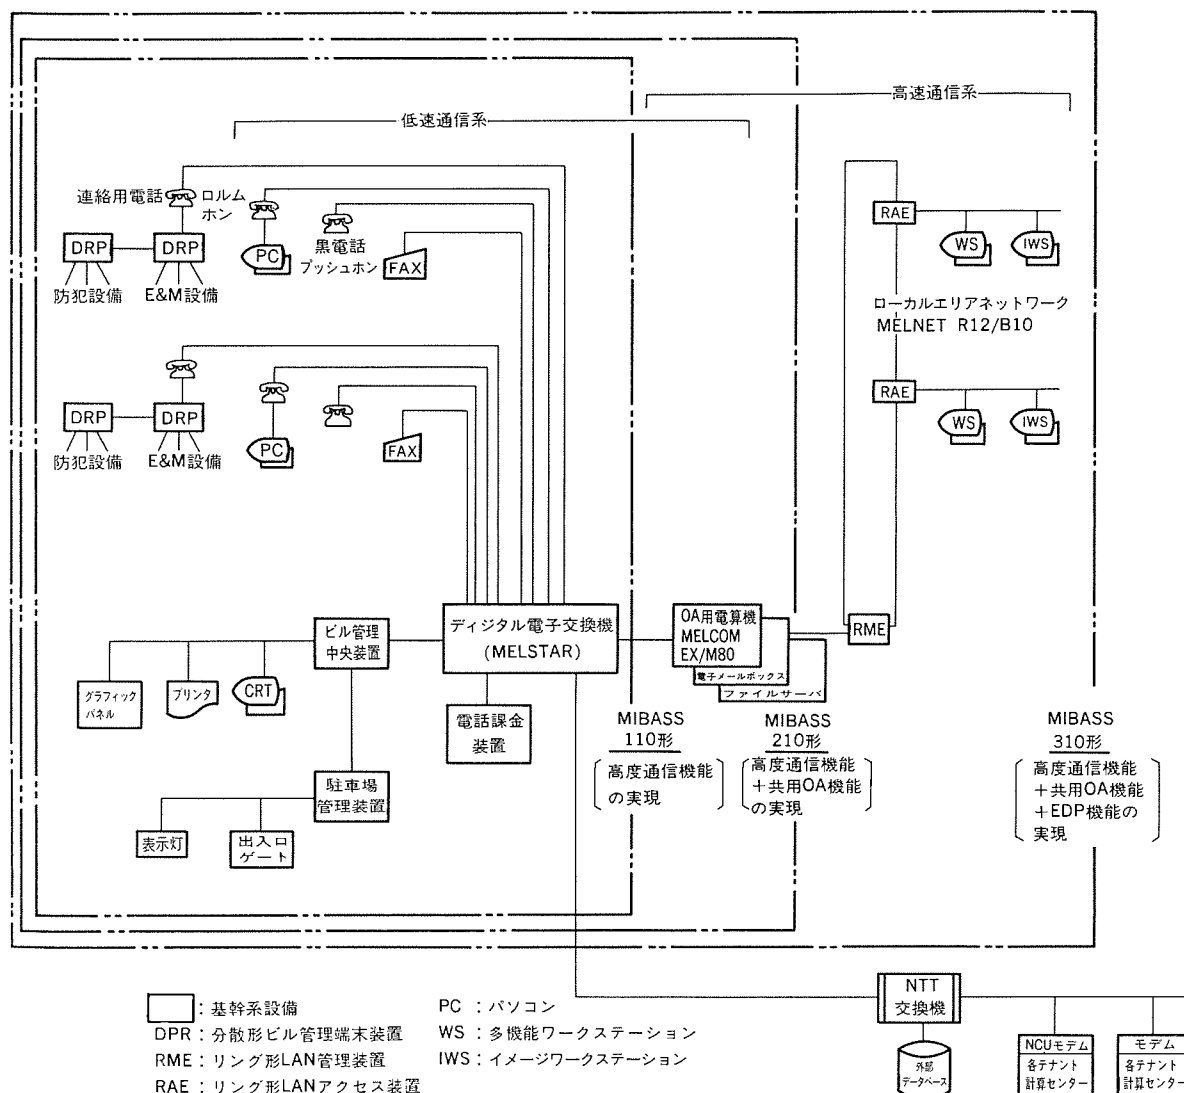 高速通信系
低速通信系
連絡用電話
ロルム
ホン
RAE
WS
IWS
DRP
DRP
PC
黒電話
プッシュホン
FAX
防犯設備
E&M設備
ローカルエリアネットワーク
MELNET R12/B10
RAE
DRP
DRP
PC
FAX
WS
IWS
防犯設備
E&M設備
ビル管理
中央装置
ディジタル電子交換機
(MELSTAR)
OA用電算機
MELCOM
EX/M80
電子メールボックス
ファイルサーバ
RME
グラフィック
パネル
プリンタ
CRT
電話課金
装置
MIBASS
110形
高度通信機能
の実現
MIBASS
210形
高度通信機能
+共用OA機能
の実現
MIBASS
310形
高度通信機能
+共用OA機能
+EDP機能の
実現
駐車場
管理装置
表示灯
出入口
ゲート
NTT
交換機
外部
データベース
NCUモデム
各テナント
計算センター
モデム
各テナント
計算センター
:基幹系設備
DPR:分散形ビル管理端末装置
RME:リング形LAN管理装置
RAE:リング形LANアクセス装置
PC:パソコン
WS:多機能ワークステーション
IWS:イメージワークステーション